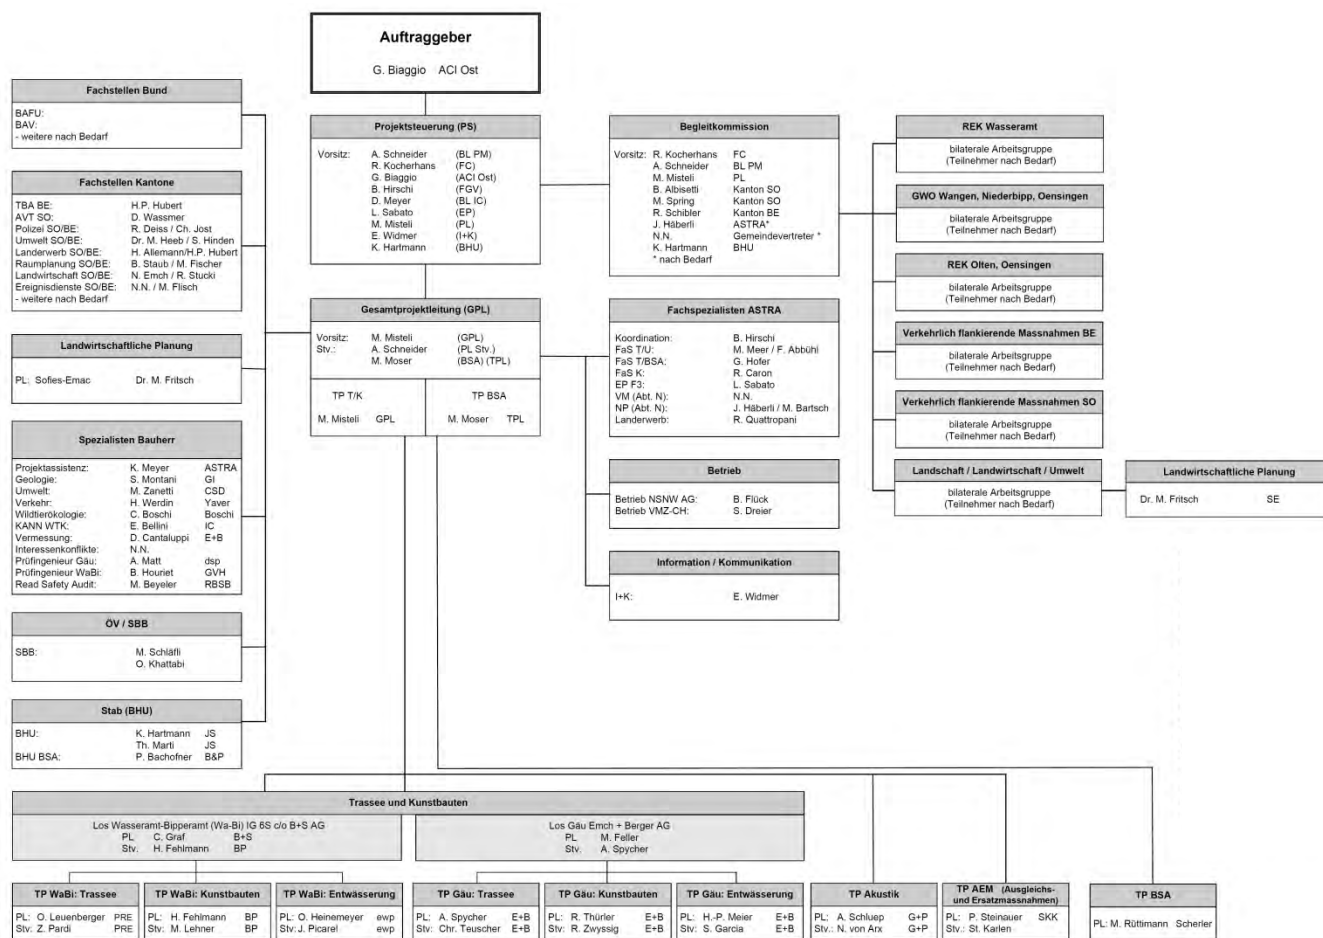 Auftraggeber
G. Biaggio ACI Ost
Fachstellen Bund
BAFU:
BAV:
- weitere nach Bedarf
Fachstellen Kantone
TBA BE: H.P. Hubert
AVT SO: D. Wassmer
Polizei SO/BE: R. Deiss / Ch. Jost
Umwelt SO/BE: Dr. M. Heeb / S. Hinden
Landerwerb SO/BE: H. Allemann/H.P. Hubert
Raumplanung SO/BE: B. Staub / M. Fischer
Landwirtschaft SO/BE: N. Emch / R. Stucki
Ereignisdienste SO/BE: N.N. / M. Flisch
- weitere nach Bedarf
Landwirtschaftliche Planung
PL: Sofies-Emac Dr. M. Fritsch
Spezialisten Bauherr
Projektassistenz: K. Meyer ASTRA
Geologie: S. Montani GI
Umwelt: M. Zanetti CSD
Verkehr: H. Werdin Yaver
Wildtierökologie: C. Boschi Boschi
KANN WTK: E. Bellini IC
Vermessung: D. Cantaluppi E+B
Interessenkonflikte: N.N.
Prüfingenieur Gäu: A. Matt dsp
Prüfingenieur WaBi: B. Houriet GVH
Read Safety Audit: M. Beyeler RBSB
ÖV / SBB
SBB: M. Schläfli
O. Khattabi
Stab (BHU)
BHU: K. Hartmann JS
Th. Marti JS
BHU BSA: P. Bachofner B&P
Projektsteuerung (PS)
Vorsitz: A. Schneider (BL PM)
R. Kocherhans (FC)
G. Biaggio (ACI Ost)
B. Hirschi (FGV)
D. Meyer (BL IC)
L. Sabato (EP)
M. Misteli (PL)
E. Widmer (I+K)
K. Hartmann (BHU)
Gesamtprojektleitung (GPL)
Vorsitz: M. Misteli (GPL)
Stv.: A. Schneider (PL Stv.)
M. Moser (BSA) (TPL)
TP T/K
M. Misteli GPL
TP BSA
M. Moser TPL
Begleitkommission
Vorsitz: R. Kocherhans FC
A. Schneider BL PM
M. Misteli PL
B. Albisetti Kanton SO
M. Spring Kanton SO
R. Schibler Kanton BE
J. Häberli ASTRA*
N.N. Gemeindevertreter *
K. Hartmann BHU
* nach Bedarf
Fachspezialisten ASTRA
Koordination: B. Hirschi
FaS T/U: M. Meer / F. Abbühl
FaS T/BSA: G. Hofer
FaS K: R. Caron
EP F3: L. Sabato
VM (Abt. N): N.N.
NP (Abt. N): J. Häberli / M. Bartsch
Landerwerb: R. Quattropani
Betrieb
Betrieb NSNW AG: B. Flück
Betrieb VMZ-CH: S. Dreier
Information / Kommunikation
I+K: E. Widmer
REK Wasseramt
bilaterale Arbeitsgruppe
(Teilnehmer nach Bedarf)
GWO Wangen, Niederbipp, Oensingen
bilaterale Arbeitsgruppe
(Teilnehmer nach Bedarf)
REK Olten, Oensingen
bilaterale Arbeitsgruppe
(Teilnehmer nach Bedarf)
Verkehrlich flankierende Massnahmen BE
bilaterale Arbeitsgruppe
(Teilnehmer nach Bedarf)
Verkehrlich flankierende Massnahmen SO
bilaterale Arbeitsgruppe
(Teilnehmer nach Bedarf)
Landschaft / Landwirtschaft / Umwelt
bilaterale Arbeitsgruppe
(Teilnehmer nach Bedarf)
Landwirtschaftliche Planung
Dr. M. Fritsch SE
Trassee und Kunstbauten
Los Wasseramt-Bipperamt (Wa-Bi) IG 6S c/o B+S AG
PL C. Graf B+S
Stv. H. Fehlmann BP
Los Gäu Emch + Berger AG
PL M. Feller
Stv. A. Spycher
TP WaBi: Trassee
PL: O. Leuenberger PRE
Stv: Z. Pardi PRE
TP WaBi: Kunstbauten
PL: H. Fehlmann BP
Stv: M. Lehner BP
TP WaBi: Entwässerung
PL: O. Heinemeyer ewp
Stv: J. Picarel ewp
TP Gäu: Trassee
PL: A. Spycher E+B
Stv: Chr. Teuscher E+B
TP Gäu: Kunstbauten
PL: R. Thürler E+B
Stv: R. Zwyssig E+B
TP Gäu: Entwässerung
PL: H.-P. Meier E+B
Stv: S. Garcia E+B
TP Akustik
PL: A. Schluep G+P
Stv.: N. von Arx G+P
TP AEM (Ausgleichs-
und Ersatzmassnahmen)
PL: P. Steinauer SKK
Stv.: St. Karlen
TP BSA
PL: M. Rüttimann Scherler